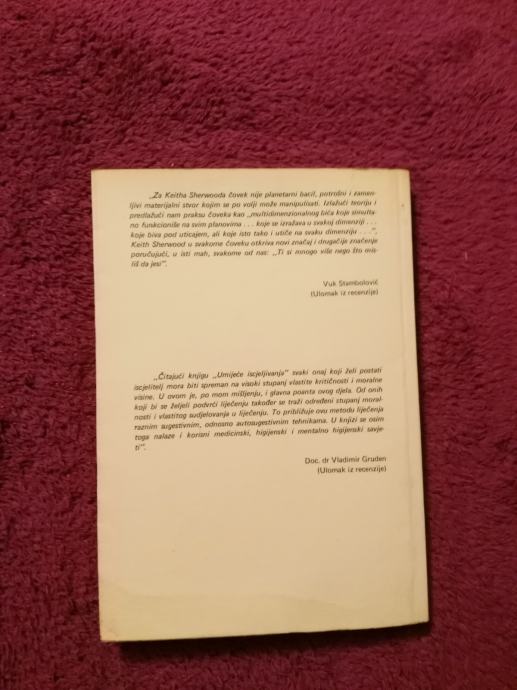 „Za Keitha Sherwooda čovek nije planetarni bacil, potrošni i zamen-
ljivi materijalni stvor kojim se po volji može manipulisati. Izlažući teoriju i
predlažući nam praksu čoveka kao „multidimenzionalnog bića koje simulta-
no funkcioniše na svim planovima . . . koje se izražava u svakoj dimenziji . . .
koje biva pod uticajem, ali koje isto tako i utiče na svaku dimenziju . . .",
Keith Sherwood u svakome čoveku otkriva novi značaj i drugačije značenje
poručujući, u isti mah, svakome od nas: „Ti si mnogo više nego što mis-
liš da jesi".
Vuk Stambolović
(Ulomak iz recenzije)
„Čitajući knjigu „Umijeće iscjeljivanja" svaki onaj koji želi postati
iscjelitelj mora biti spreman na visoki stupanj vlastite kritičnosti i moralne
visine. U ovom je, po mom mišljenju, i glavna poanta ovog djela. Od onih
koji bi se željeli podvrći liječenju također se traži određeni stupanj moral-
nosti i vlastitog sudjelovanja u liječenju. To približuje ovu metodu liječenja
raznim sugestivnim, odnosno autosugestivnim tehnikama. U knjizi se osim
toga nalaze i korisni medicinski, higijenski i mentalno higijenski savje-
ti".
Doc. dr Vladimir Gruden
(Ulomak iz recenzije)